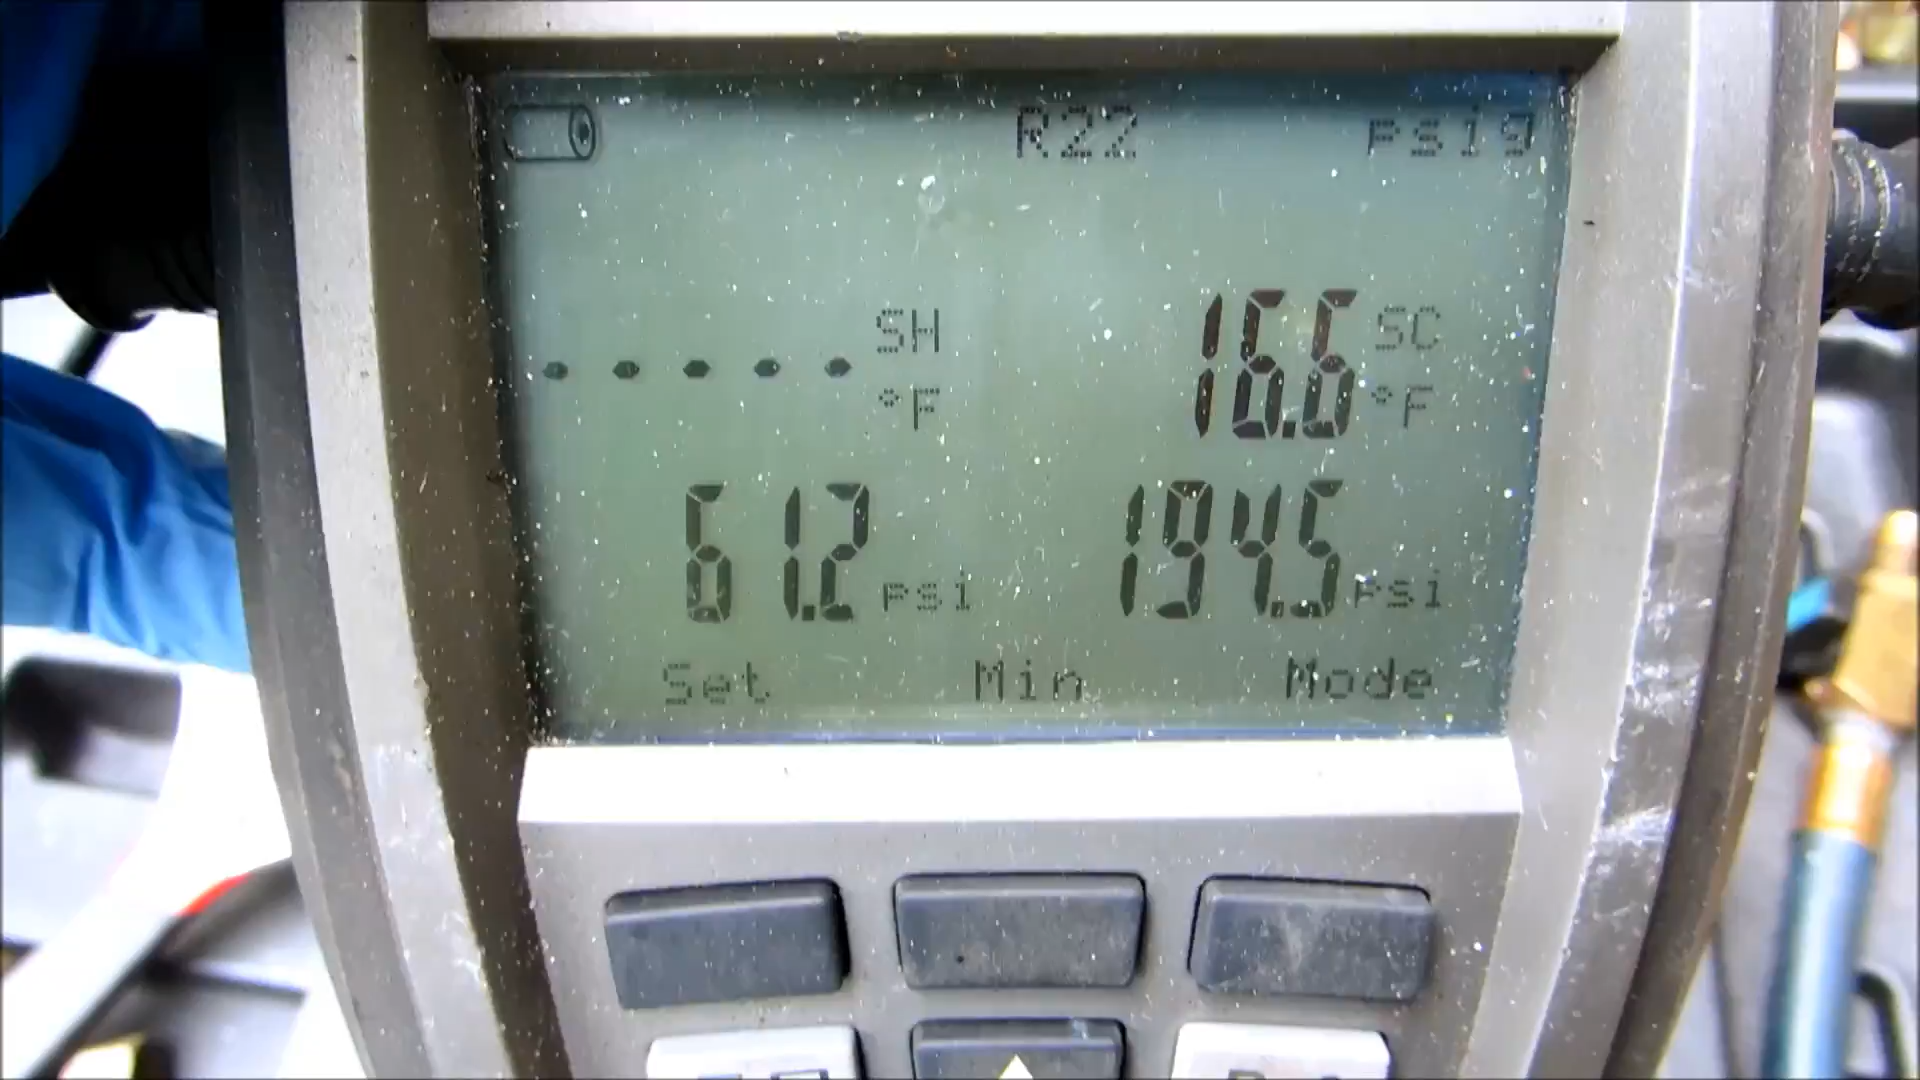 R22 psig
----- SH °F 16.6 SC °F
61.2 psi 194.5 psi
Set Min Mode